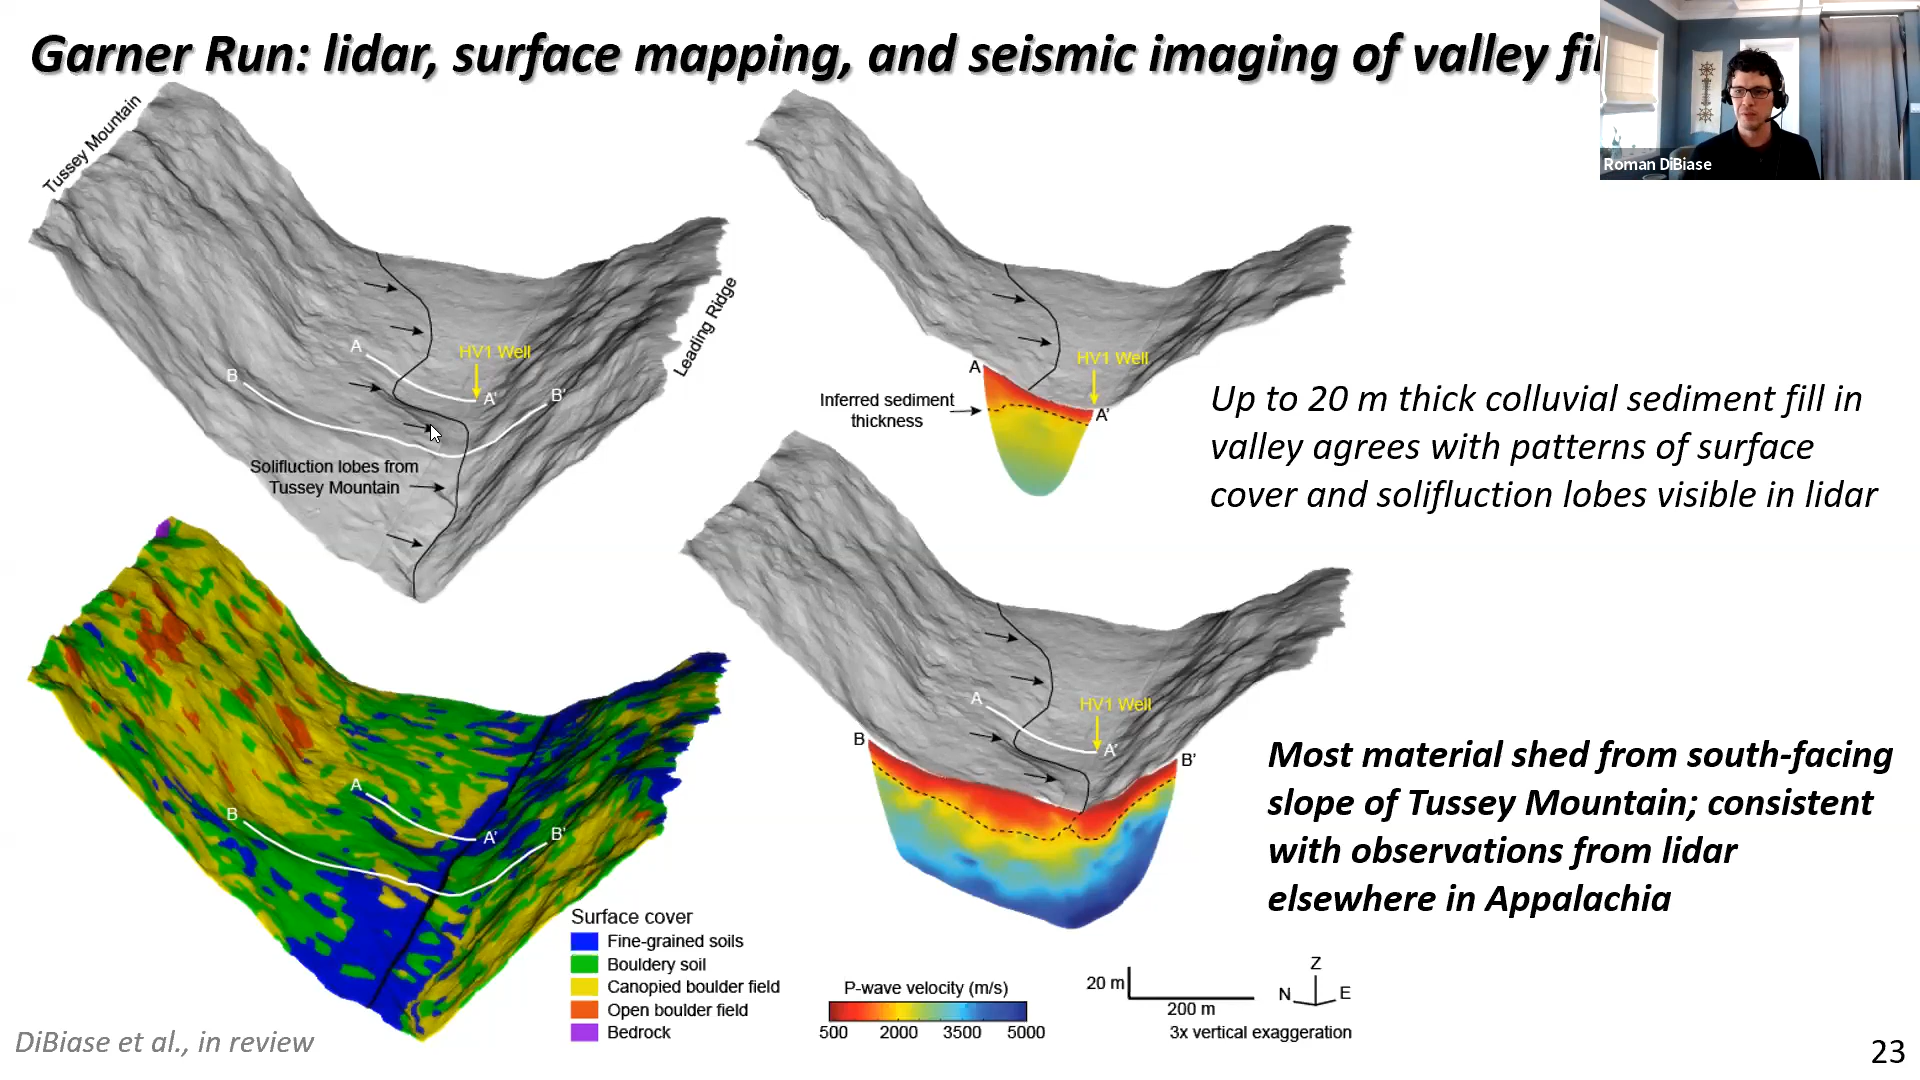 Garner Run: lidar, surface mapping, and seismic imaging of valley fil
Roman DiBiase
Tussey Mountain
Leading Ridge
A
HV1 Well
B
A'
B'
Solifluction lobes from
Tussey Mountain
HV1 Well
A
Inferred sediment
thickness
A'
Up to 20 m thick colluvial sediment fill in
valley agrees with patterns of surface
cover and solifluction lobes visible in lidar
A
B
A'
B'
Surface cover
Fine-grained soils
Bouldery soil
Canopied boulder field
Open boulder field
Bedrock
A
HV1 Well
B
A'
B'
Most material shed from south-facing
slope of Tussey Mountain; consistent
with observations from lidar
elsewhere in Appalachia
P-wave velocity (m/s)
500 2000 3500 5000
20 m
200 m
Z
N E
3x vertical exaggeration
DiBiase et al., in review
23